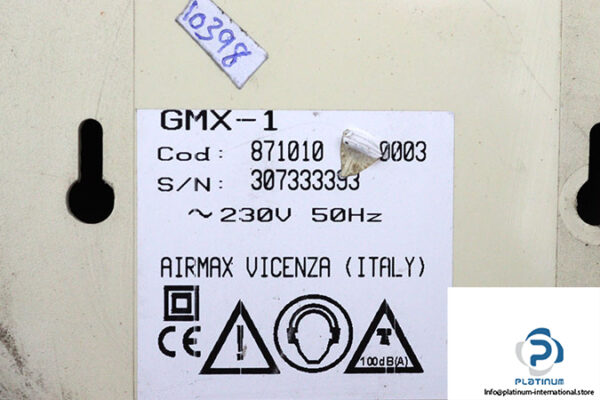 10398
GMX-1
Cod: 871010 0003
S/N: 307333393
~ 230V 50Hz
AIRMAX VICENZA (ITALY)
CE
!
100dB(A)
PLATINUM
Info@platinum-international.store